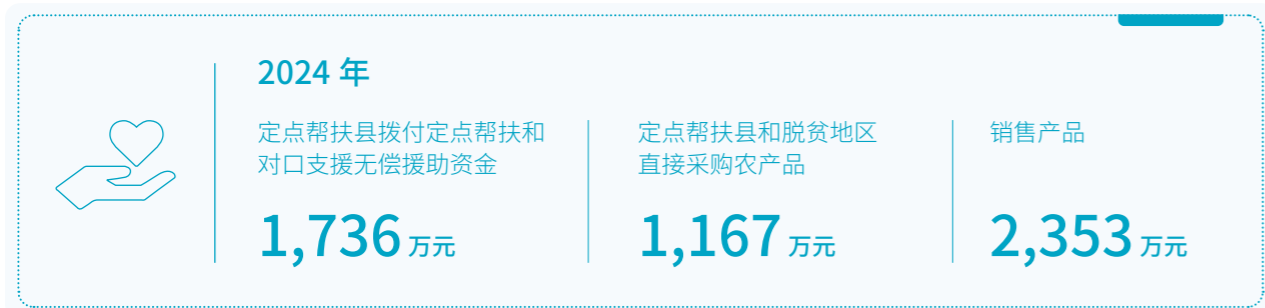 2024 年
定点帮扶县拨付定点帮扶和
对口支援无偿援助资金
1,736 万元
定点帮扶县和脱贫地区
直接采购农产品
1,167 万元
销售产品
2,353 万元